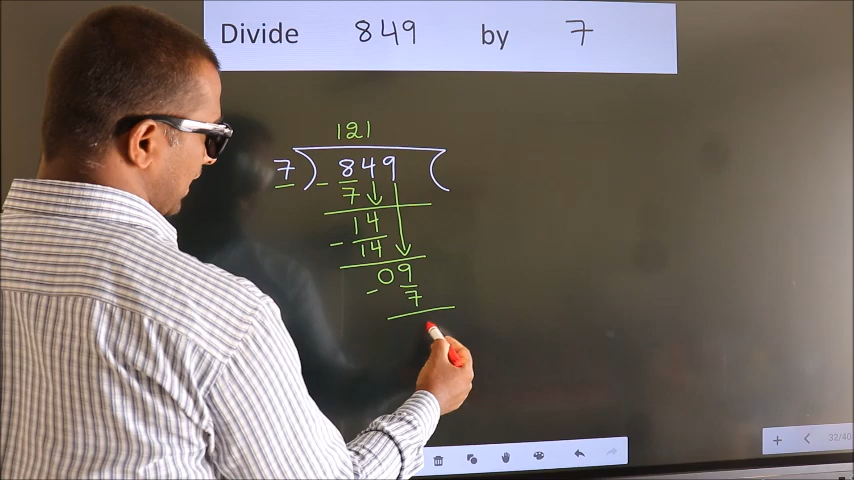 Divide 849 by 7
121
7 ) 849 (
- 7
14
- 14
09
- 7
+ < 32/40